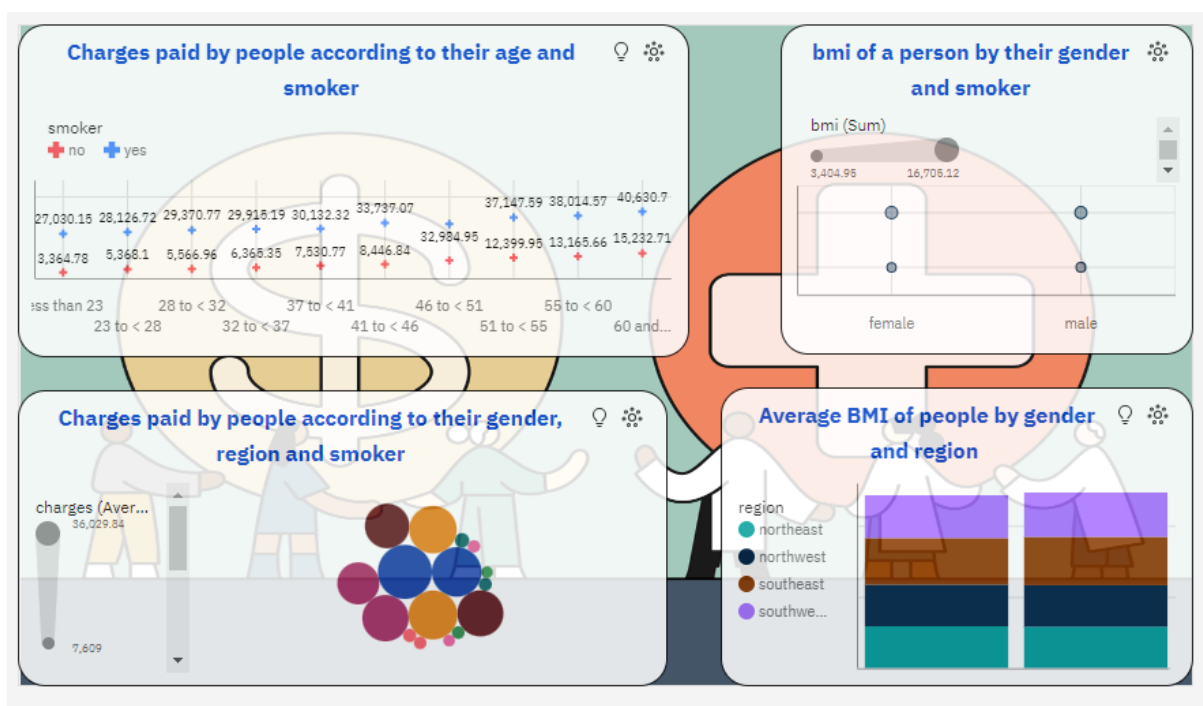 Charges paid by people according to their age and
smoker
smoker
no yes
27,030.15 28,126.72 29,370.77 29,915.19 30,132.32 33,737.07 32,984.95 37,147.59 38,014.57 40,630.7
3,364.78 5,368.1 5,566.96 6,365.35 7,530.77 8,446.84 12,399.95 13,165.66 15,232.71
ess than 23 28 to < 32 37 to < 41 46 to < 51 55 to < 60
23 to < 28 32 to < 37 41 to < 46 51 to < 55 60 and...
bmi of a person by their gender
and smoker
bmi (Sum)
3,404.95 16,705.12
female male
Charges paid by people according to their gender,
region and smoker
charges (Aver...
36,029.84
7,609
Average BMI of people by gender
and region
region
northeast
northwest
southeast
southwe...